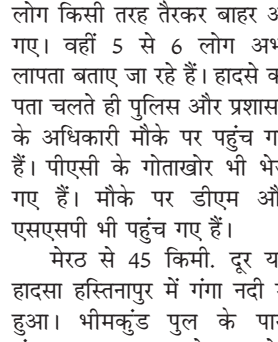 लोग किसी तरह तैरकर बाहर
गए। वहीं 5 से 6 लोग
लापता बताए जा रहे हैं। हादसे
पता चलते ही पुलिस और
के अधिकारी मौके पर पहुंच
हैं। पीएसी के गोताखोर भी
गए हैं। मौके पर डीएम
एसएसपी भी पहुंच गए हैं।
मेरठ से 45 किमी. दूर
हादसा हस्तिनापुर में गंगा नदी
हुआ। भीमकुंड पुल के